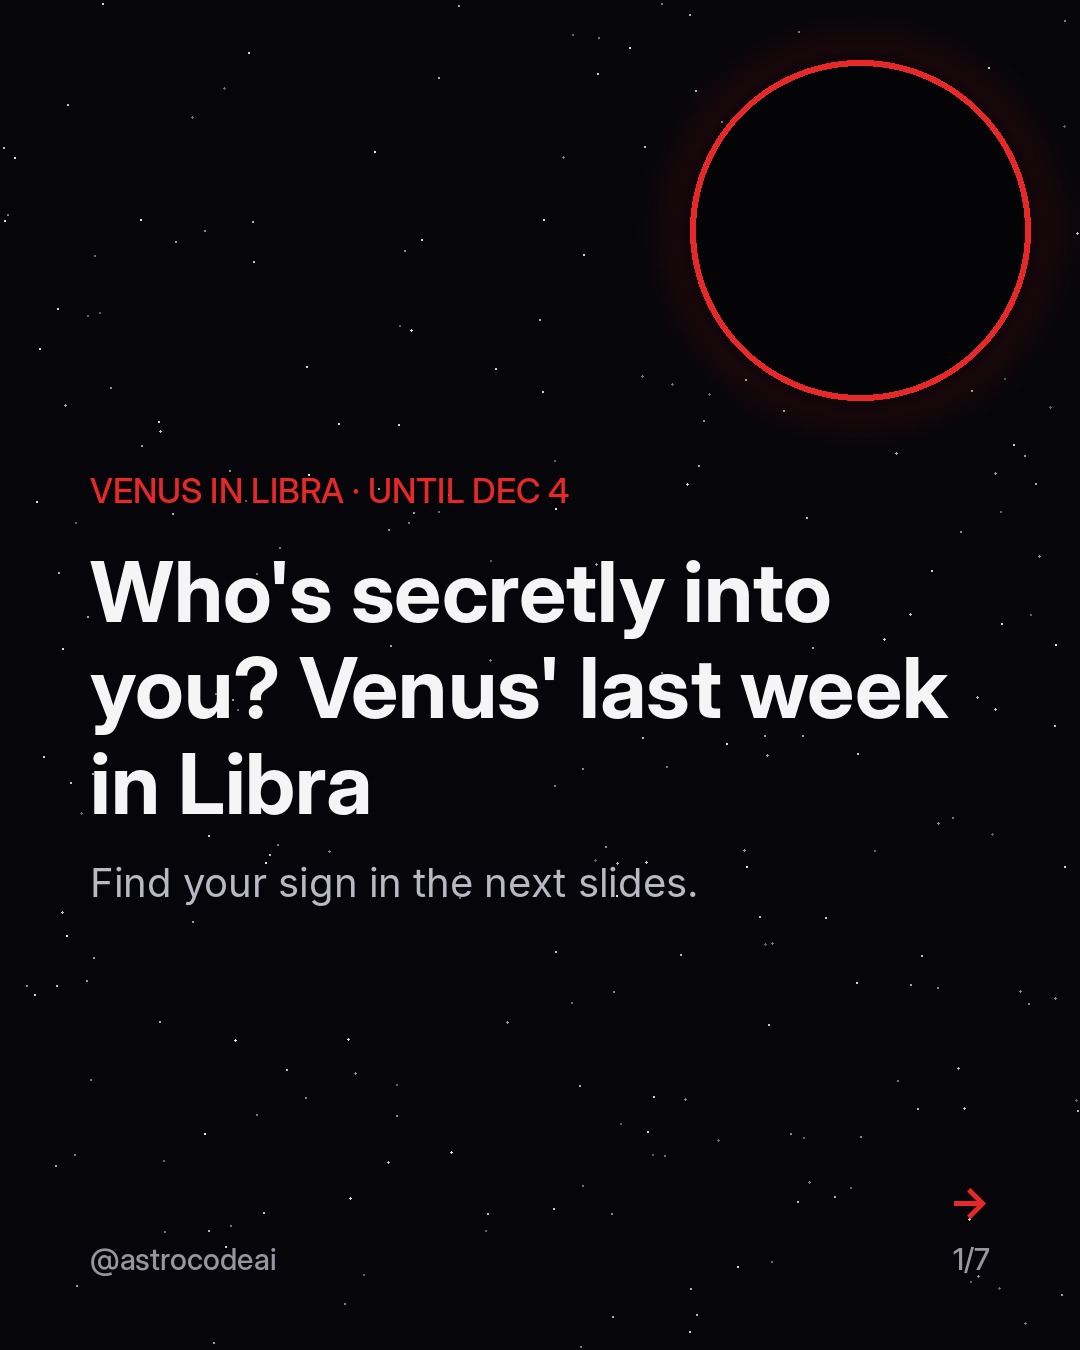 VENUS IN LIBRA · UNTIL DEC 4
Who's secretly into
you? Venus' last week
in Libra
Find your sign in the next slides.
→
@astrocodeai
1/7